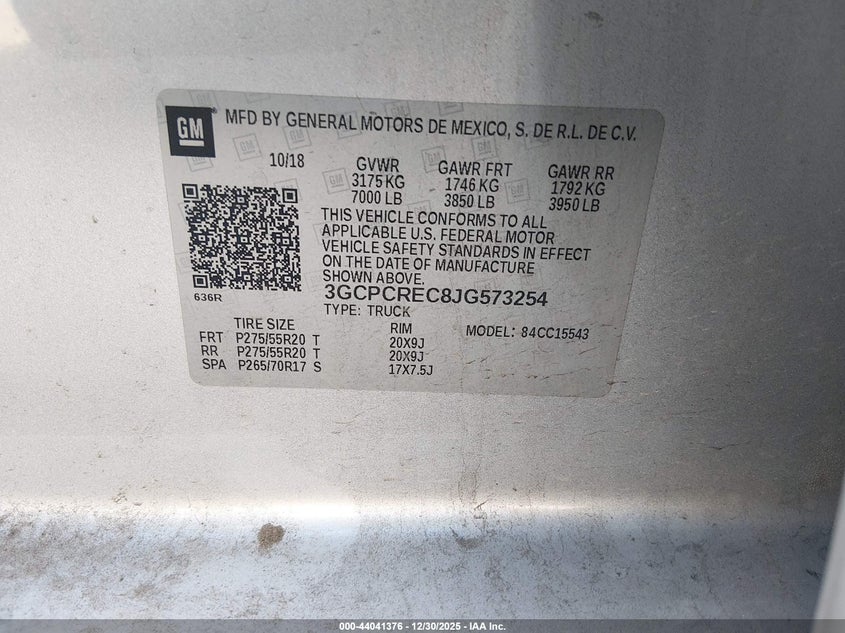 GM MFD BY GENERAL MOTORS DE MEXICO, S. DE R.L. DE C.V.
10/18 GVWR GAWR FRT GAWR RR
3175 KG 1746 KG 1792 KG
7000 LB 3850 LB 3950 LB
THIS VEHICLE CONFORMS TO ALL
APPLICABLE U.S. FEDERAL MOTOR
VEHICLE SAFETY STANDARDS IN EFFECT
ON THE DATE OF MANUFACTURE
SHOWN ABOVE.
636R
3GCPCREC8JG573254
TYPE: TRUCK MODEL: 84CC15543
TIRE SIZE RIM
FRT P275/55R20 T 20X9J
RR P275/55R20 T 20X9J
SPA P265/70R17 S 17X7.5J
000-44041376 - 12/30/2025 - IAA Inc.